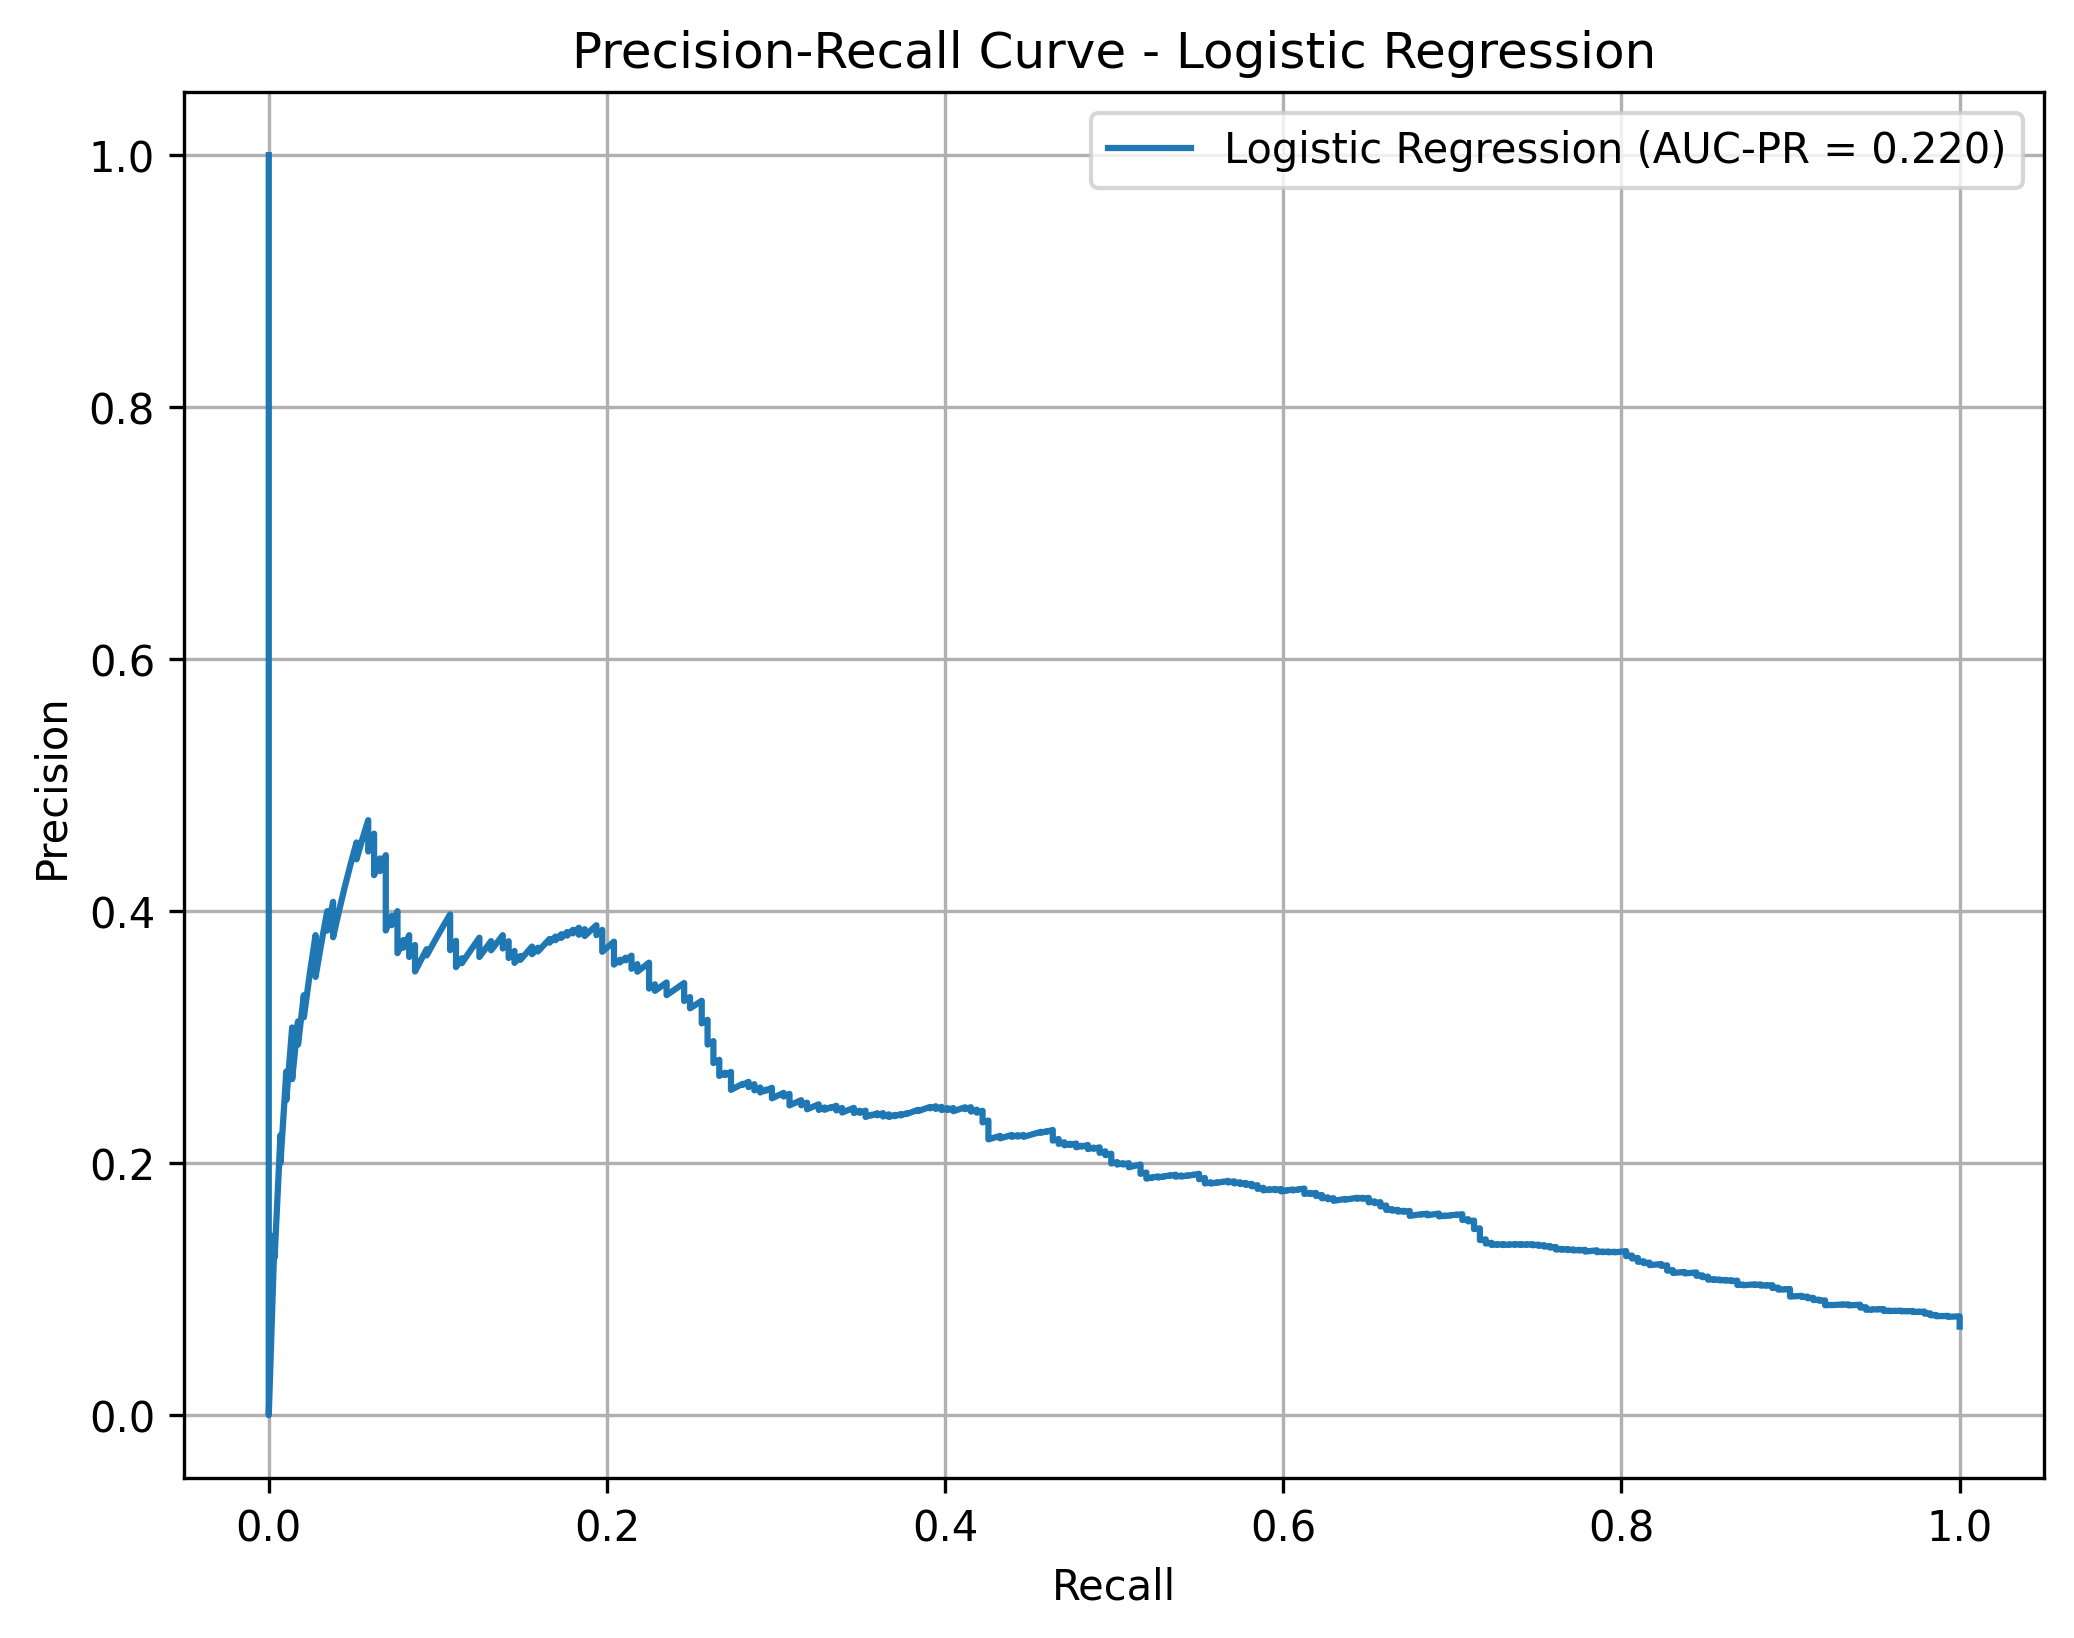 Precision-Recall Curve - Logistic Regression
Logistic Regression (AUC-PR = 0.220)
Precision
1.0
0.8
0.6
0.4
0.2
0.0
0.0 0.2 0.4 0.6 0.8 1.0
Recall